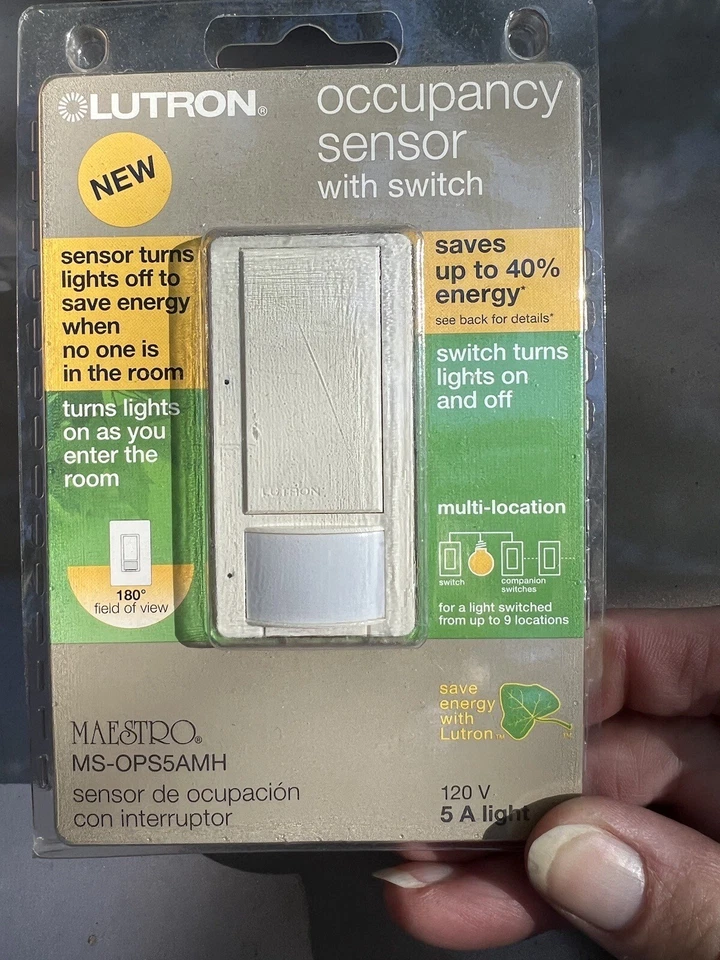 LUTRON®
occupancy
sensor
with switch
NEW
sensor turns
lights off to
save energy
when
no one is
in the room
turns lights
on as you
enter the
room
180°
field of view
LUTRON
saves
up to 40%
energy*
see back for details*
switch turns
lights on
and off
multi-location
switch
companion
switches
for a light switched
from up to 9 locations
save
energy
with
Lutron™
™
MAESTRO®
MS-OPS5AMH
sensor de ocupación
con interruptor
120 V
5 A light